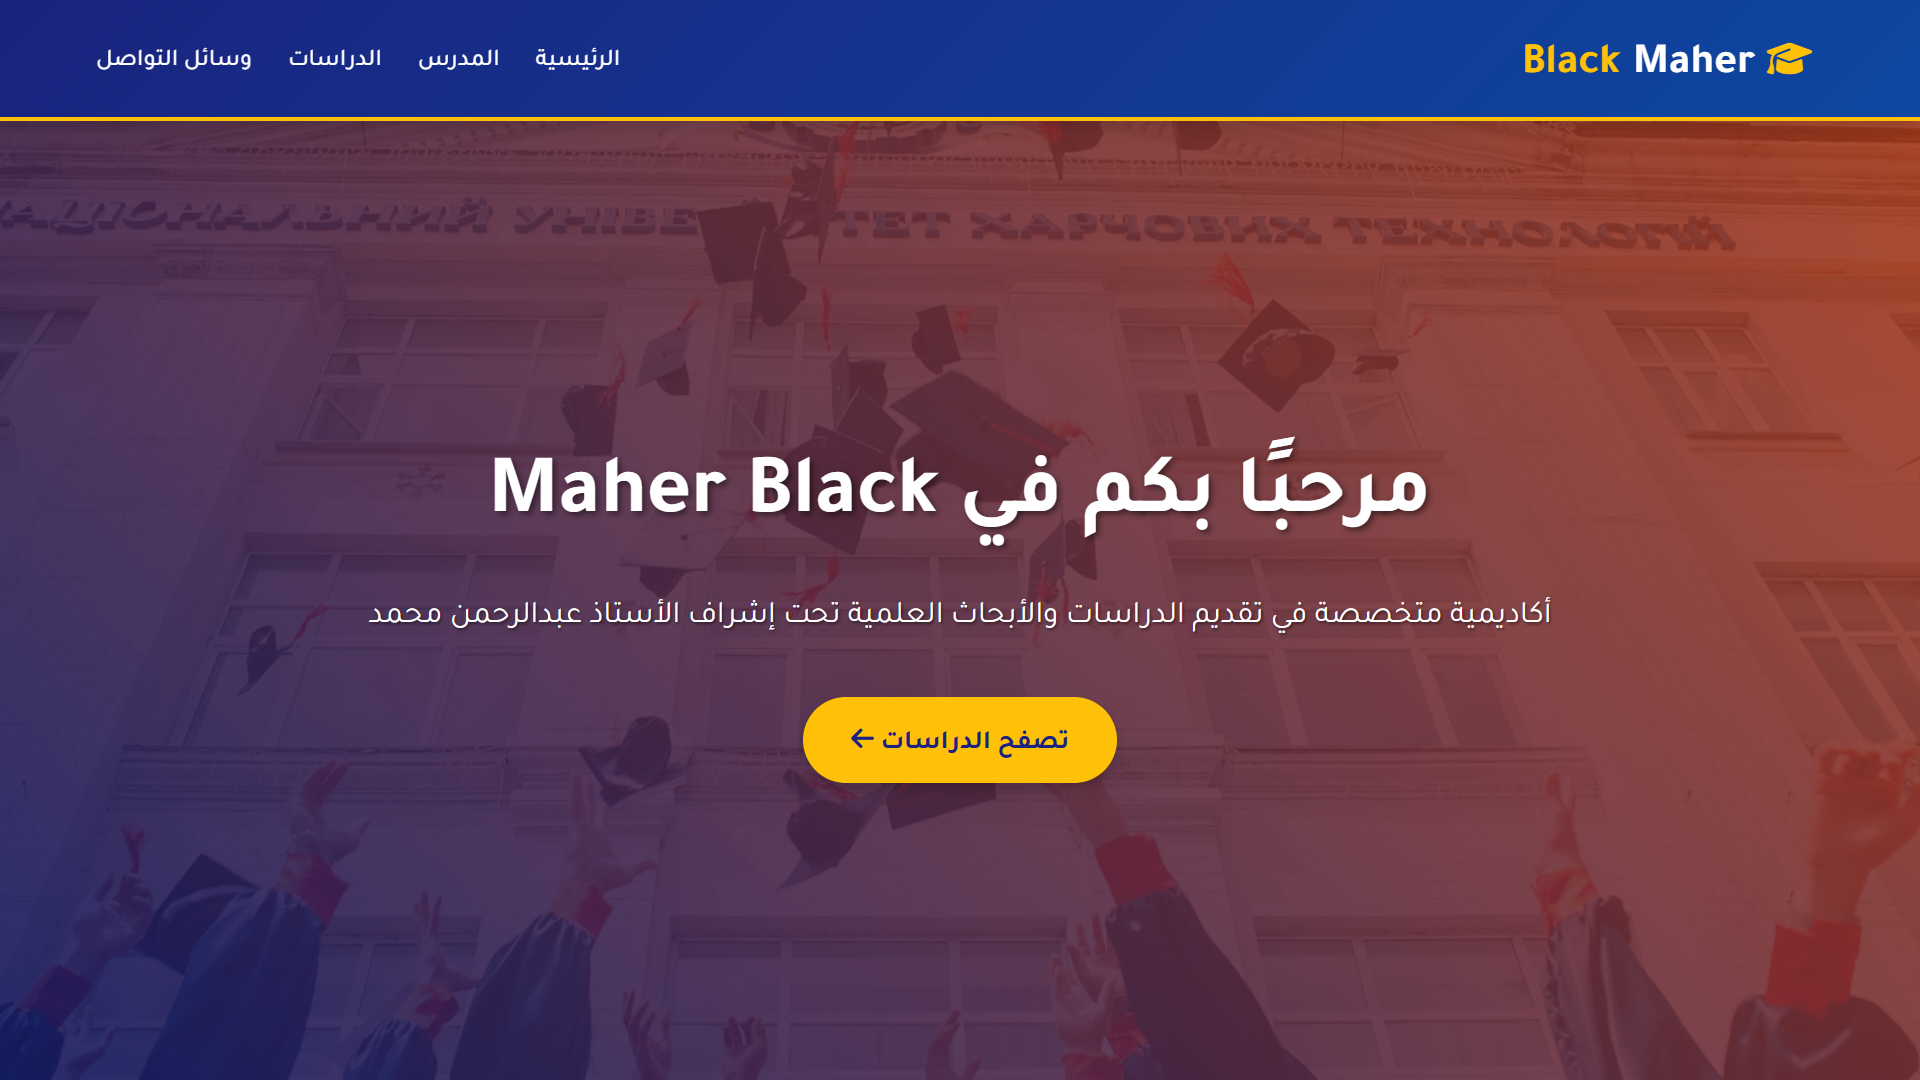 Black Maher
الرئيسية
المدرس
الدراسات
وسائل التواصل
НАЦІОНАЛЬНИЙ УНІВЕ ТЕТ ХАРЧОВИХ ТЕХНОЛОГІЙ
مرحبًا بكم في Maher Black
أكاديمية متخصصة في تقديم الدراسات والأبحاث العلمية تحت إشراف الأستاذ عبدالرحمن محمد
تصفح الدراسات ←